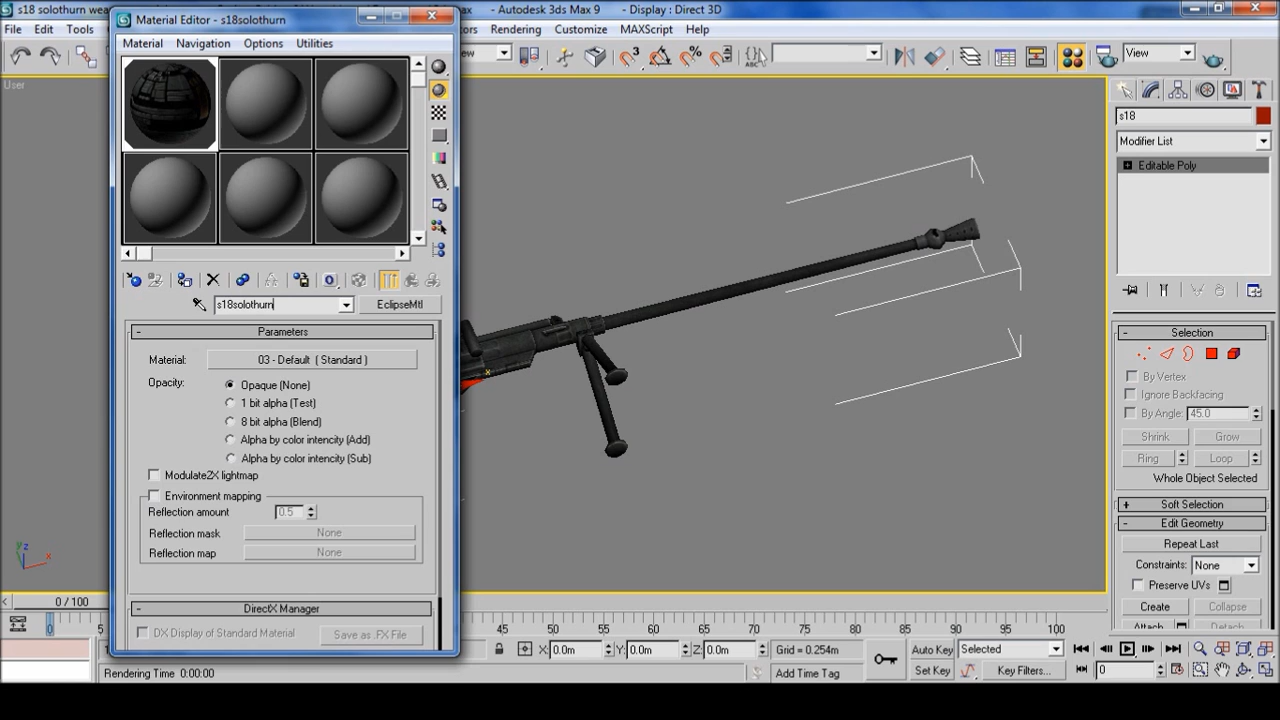 s18 solothurn wea
Material Editor - s18solothurn
ax - Autodesk 3ds Max 9 - Display : Direct 3D
File Edit Tools
Rendering Customize MAXScript Help
Material Navigation Options Utilities
View
User
s18
Modifier List
Editable Poly
s18solothurn
EclipseMtl
Parameters
Material: 03 - Default ( Standard )
Opacity: Opaque (None)
1 bit alpha (Test)
8 bit alpha (Blend)
Alpha by color intencity (Add)
Alpha by color intencity (Sub)
Modulate2X lightmap
Environment mapping
Reflection amount 0.5
Reflection mask None
Reflection map None
DirectX Manager
DX Display of Standard Material Save as .FX File
Selection
By Vertex
Ignore Backfacing
By Angle: 45.0
Shrink Grow
Ring Loop
Whole Object Selected
Soft Selection
Edit Geometry
Repeat Last
Constraints: None
Preserve UVs
Create Collapse
Attach Detach
z y x
x
0 / 100
0 5 45 50 55 60 65 70 75 80 85 90 95 100
X: 0.0m Y: 0.0m Z: 0.0m Grid = 0.254m
Auto Key Selected
Rendering Time 0:00:00
Add Time Tag
Set Key Key Filters...
0